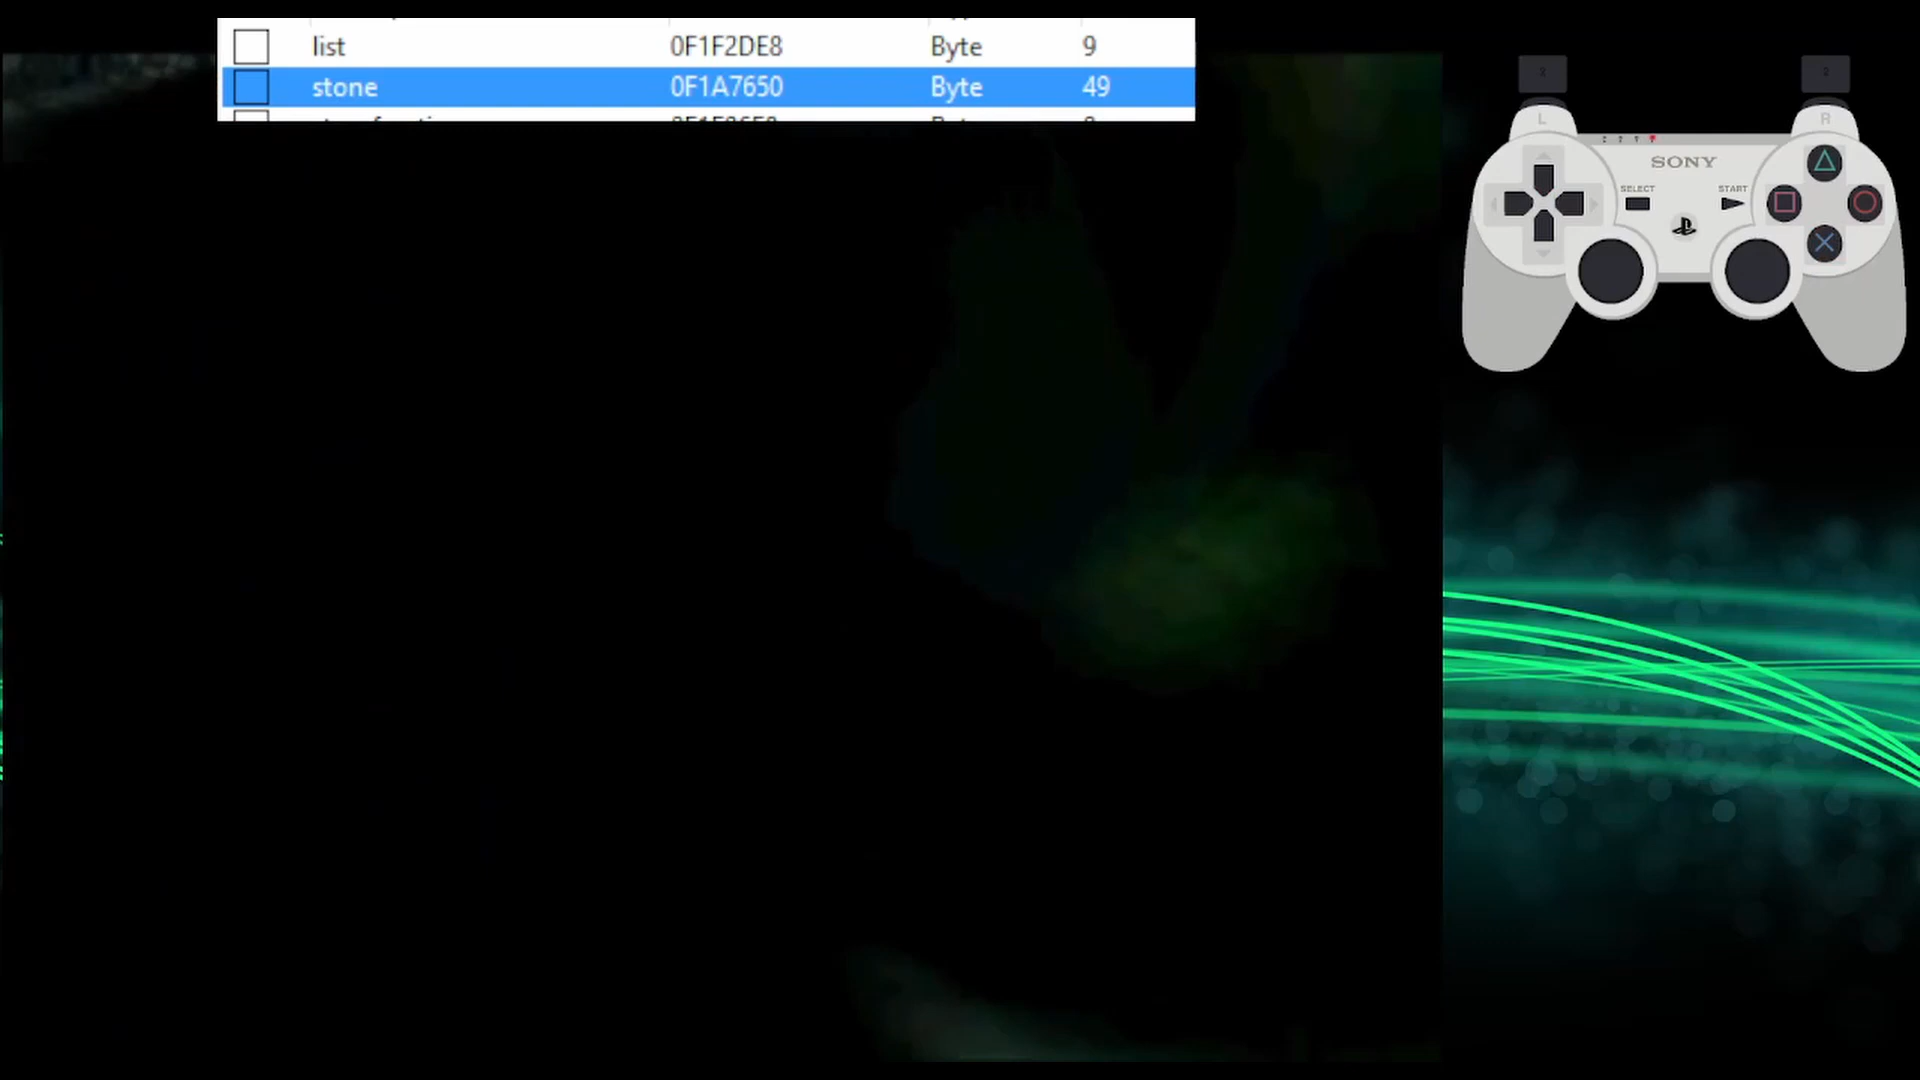 list 0F1F2DE8 Byte 9
stone 0F1A7650 Byte 49
L R
SONY
SELECT START